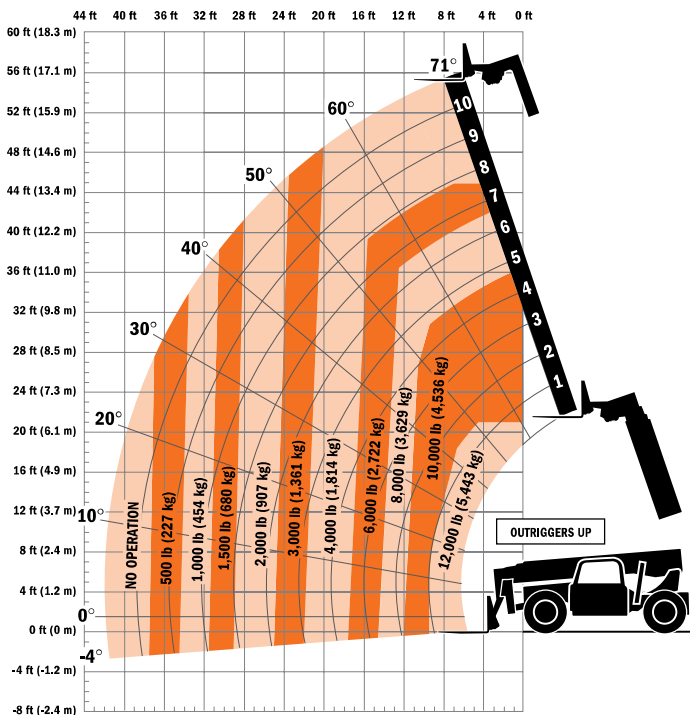 44 ft 40 ft 36 ft 32 ft 28 ft 24 ft 20 ft 16 ft 12 ft 8 ft 4 ft 0 ft
60 ft (18.3 m)
56 ft (17.1 m)
52 ft (15.9 m)
48 ft (14.6 m)
44 ft (13.4 m)
40 ft (12.2 m)
36 ft (11.0 m)
32 ft (9.8 m)
28 ft (8.5 m)
24 ft (7.3 m)
20 ft (6.1 m)
16 ft (4.9 m)
12 ft (3.7 m)
8 ft (2.4 m)
4 ft (1.2 m)
0 ft (0 m)
-4 ft (-1.2 m)
-8 ft (-2.4 m)
71°
60°
50°
40°
30°
20°
10°
0°
-4°
10
9
8
7
6
5
4
3
2
1
NO OPERATION
500 lb (227 kg)
1,000 lb (454 kg)
1,500 lb (680 kg)
2,000 lb (907 kg)
3,000 lb (1,361 kg)
4,000 lb (1,814 kg)
6,000 lb (2,722 kg)
8,000 lb (3,629 kg)
10,000 lb (4,536 kg)
12,000 lb (5,443 kg)
OUTRIGGERS UP